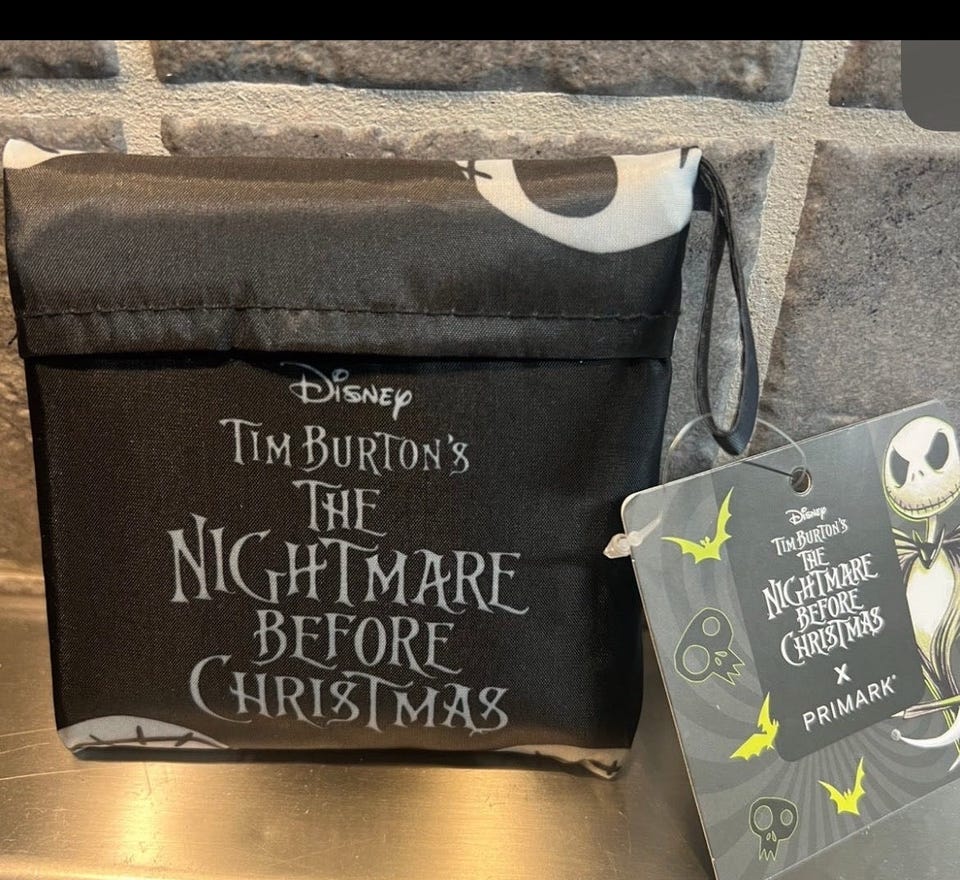 Disney
Tim Burton's
The
Nightmare
Before
Christmas
Disney
Tim Burton's
The
Nightmare
Before
Christmas
x
PRIMARK®